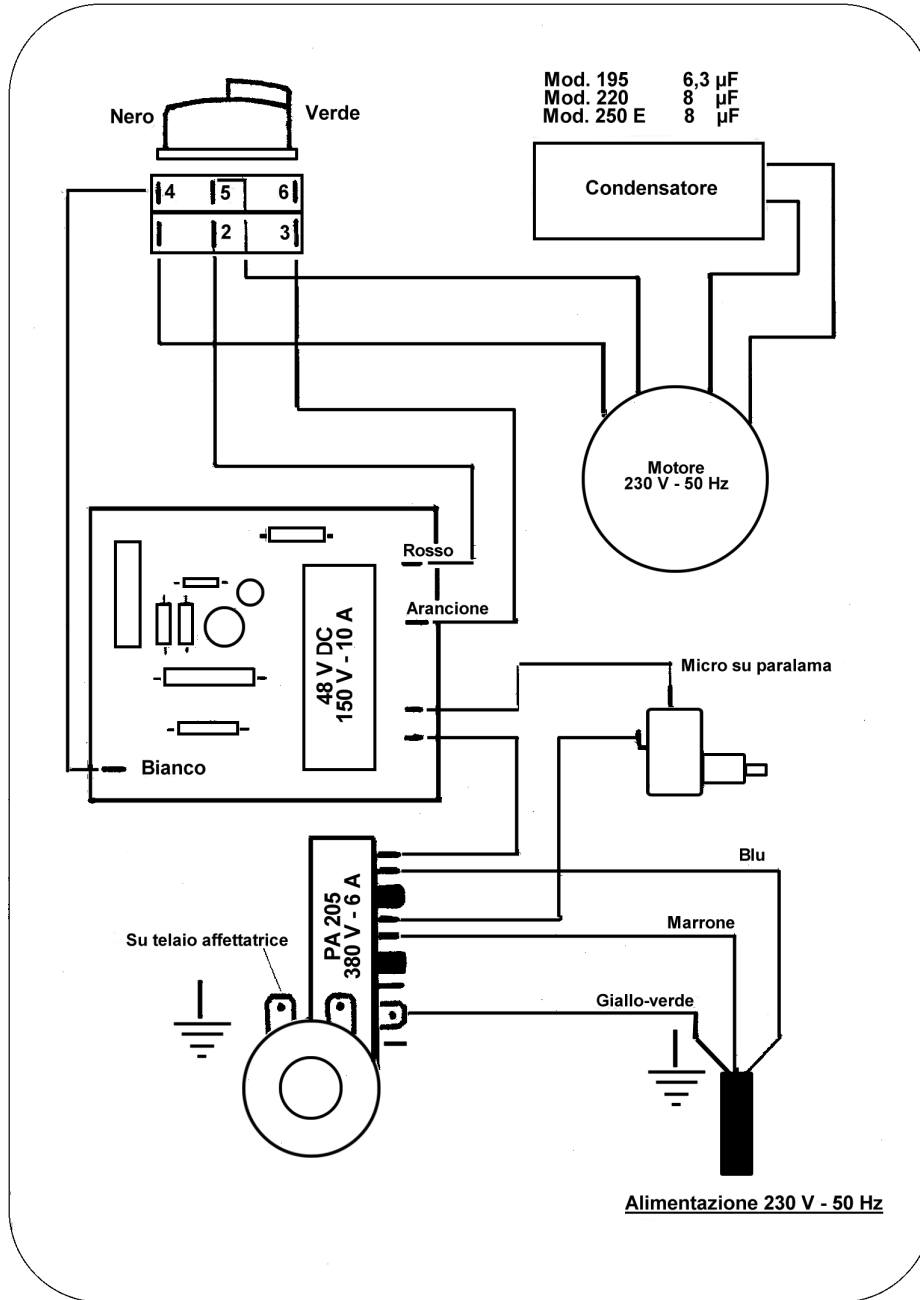 Mod. 195 6,3 µF
Mod. 220 8 µF
Mod. 250 E 8 µF
Nero
Verde
Condensatore
4 5 6
2 3
Motore
230 V - 50 Hz
Rosso
Arancione
48 V DC
150 V - 10 A
Micro su paralama
Bianco
Blu
PA 205
380 V - 6 A
Marrone
Su telaio affettatrice
Giallo-verde
Alimentazione 230 V - 50 Hz